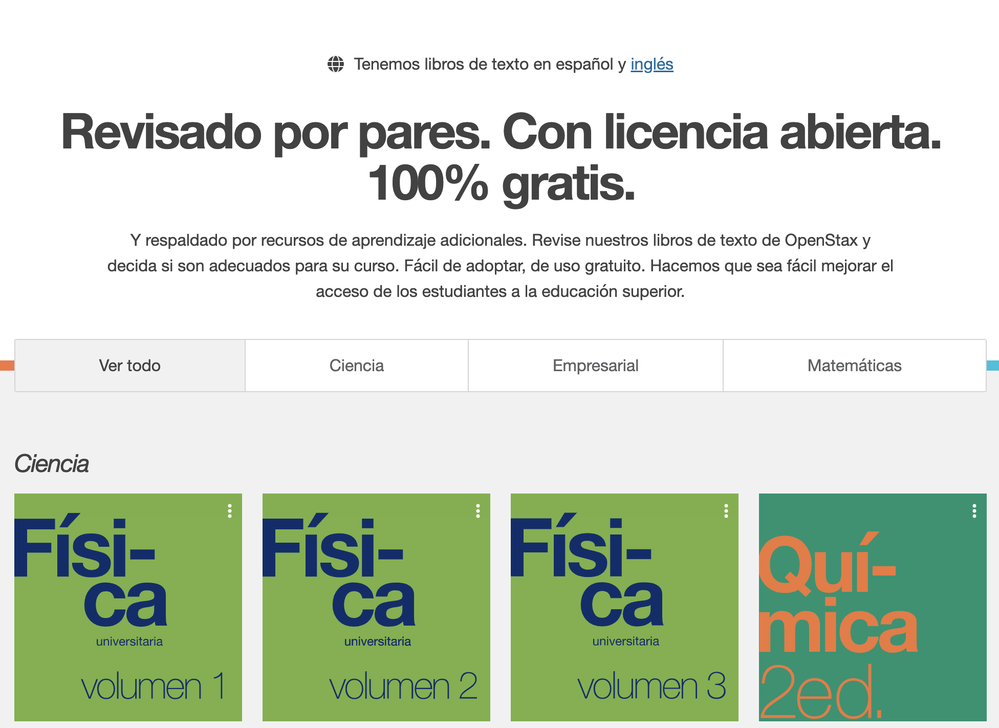 Tenemos libros de texto en español y inglés
Revisado por pares. Con licencia abierta.
100% gratis.
Y respaldado por recursos de aprendizaje adicionales. Revise nuestros libros de texto de OpenStax y
decida si son adecuados para su curso. Fácil de adoptar, de uso gratuito. Hacemos que sea fácil mejorar el
acceso de los estudiantes a la educación superior.
Ver todo
Ciencia
Empresarial
Matemáticas
Ciencia
Físi-
ca
universitaria
volumen 1
Físi-
ca
universitaria
volumen 2
Físi-
ca
universitaria
volumen 3
Quí-
mica
2ed.